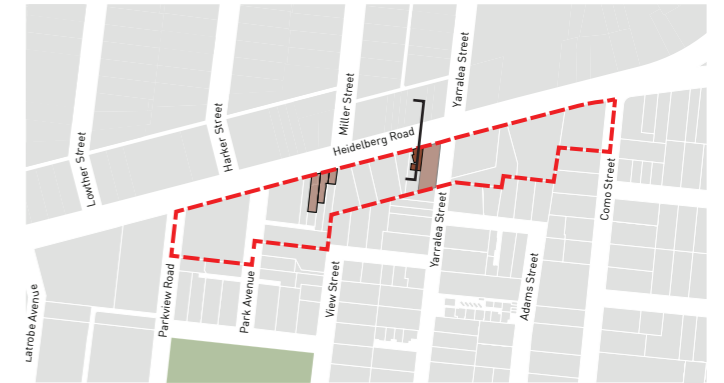 Lowther Street
Harker Street
Miller Street
Yarralea Street
Heidelberg Road
Latrobe Avenue
Parkview Road
Park Avenue
View Street
Yarralea Street
Adams Street
Como Street